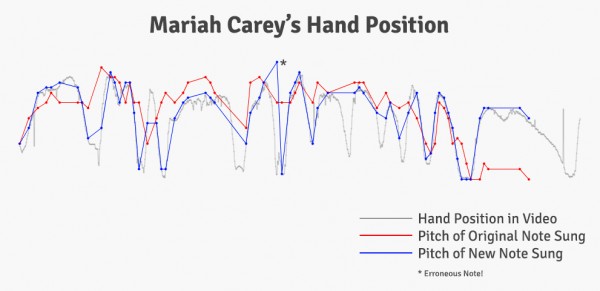 Mariah Carey’s Hand Position
*
Hand Position in Video
Pitch of Original Note Sung
Pitch of New Note Sung
* Erroneous Note!